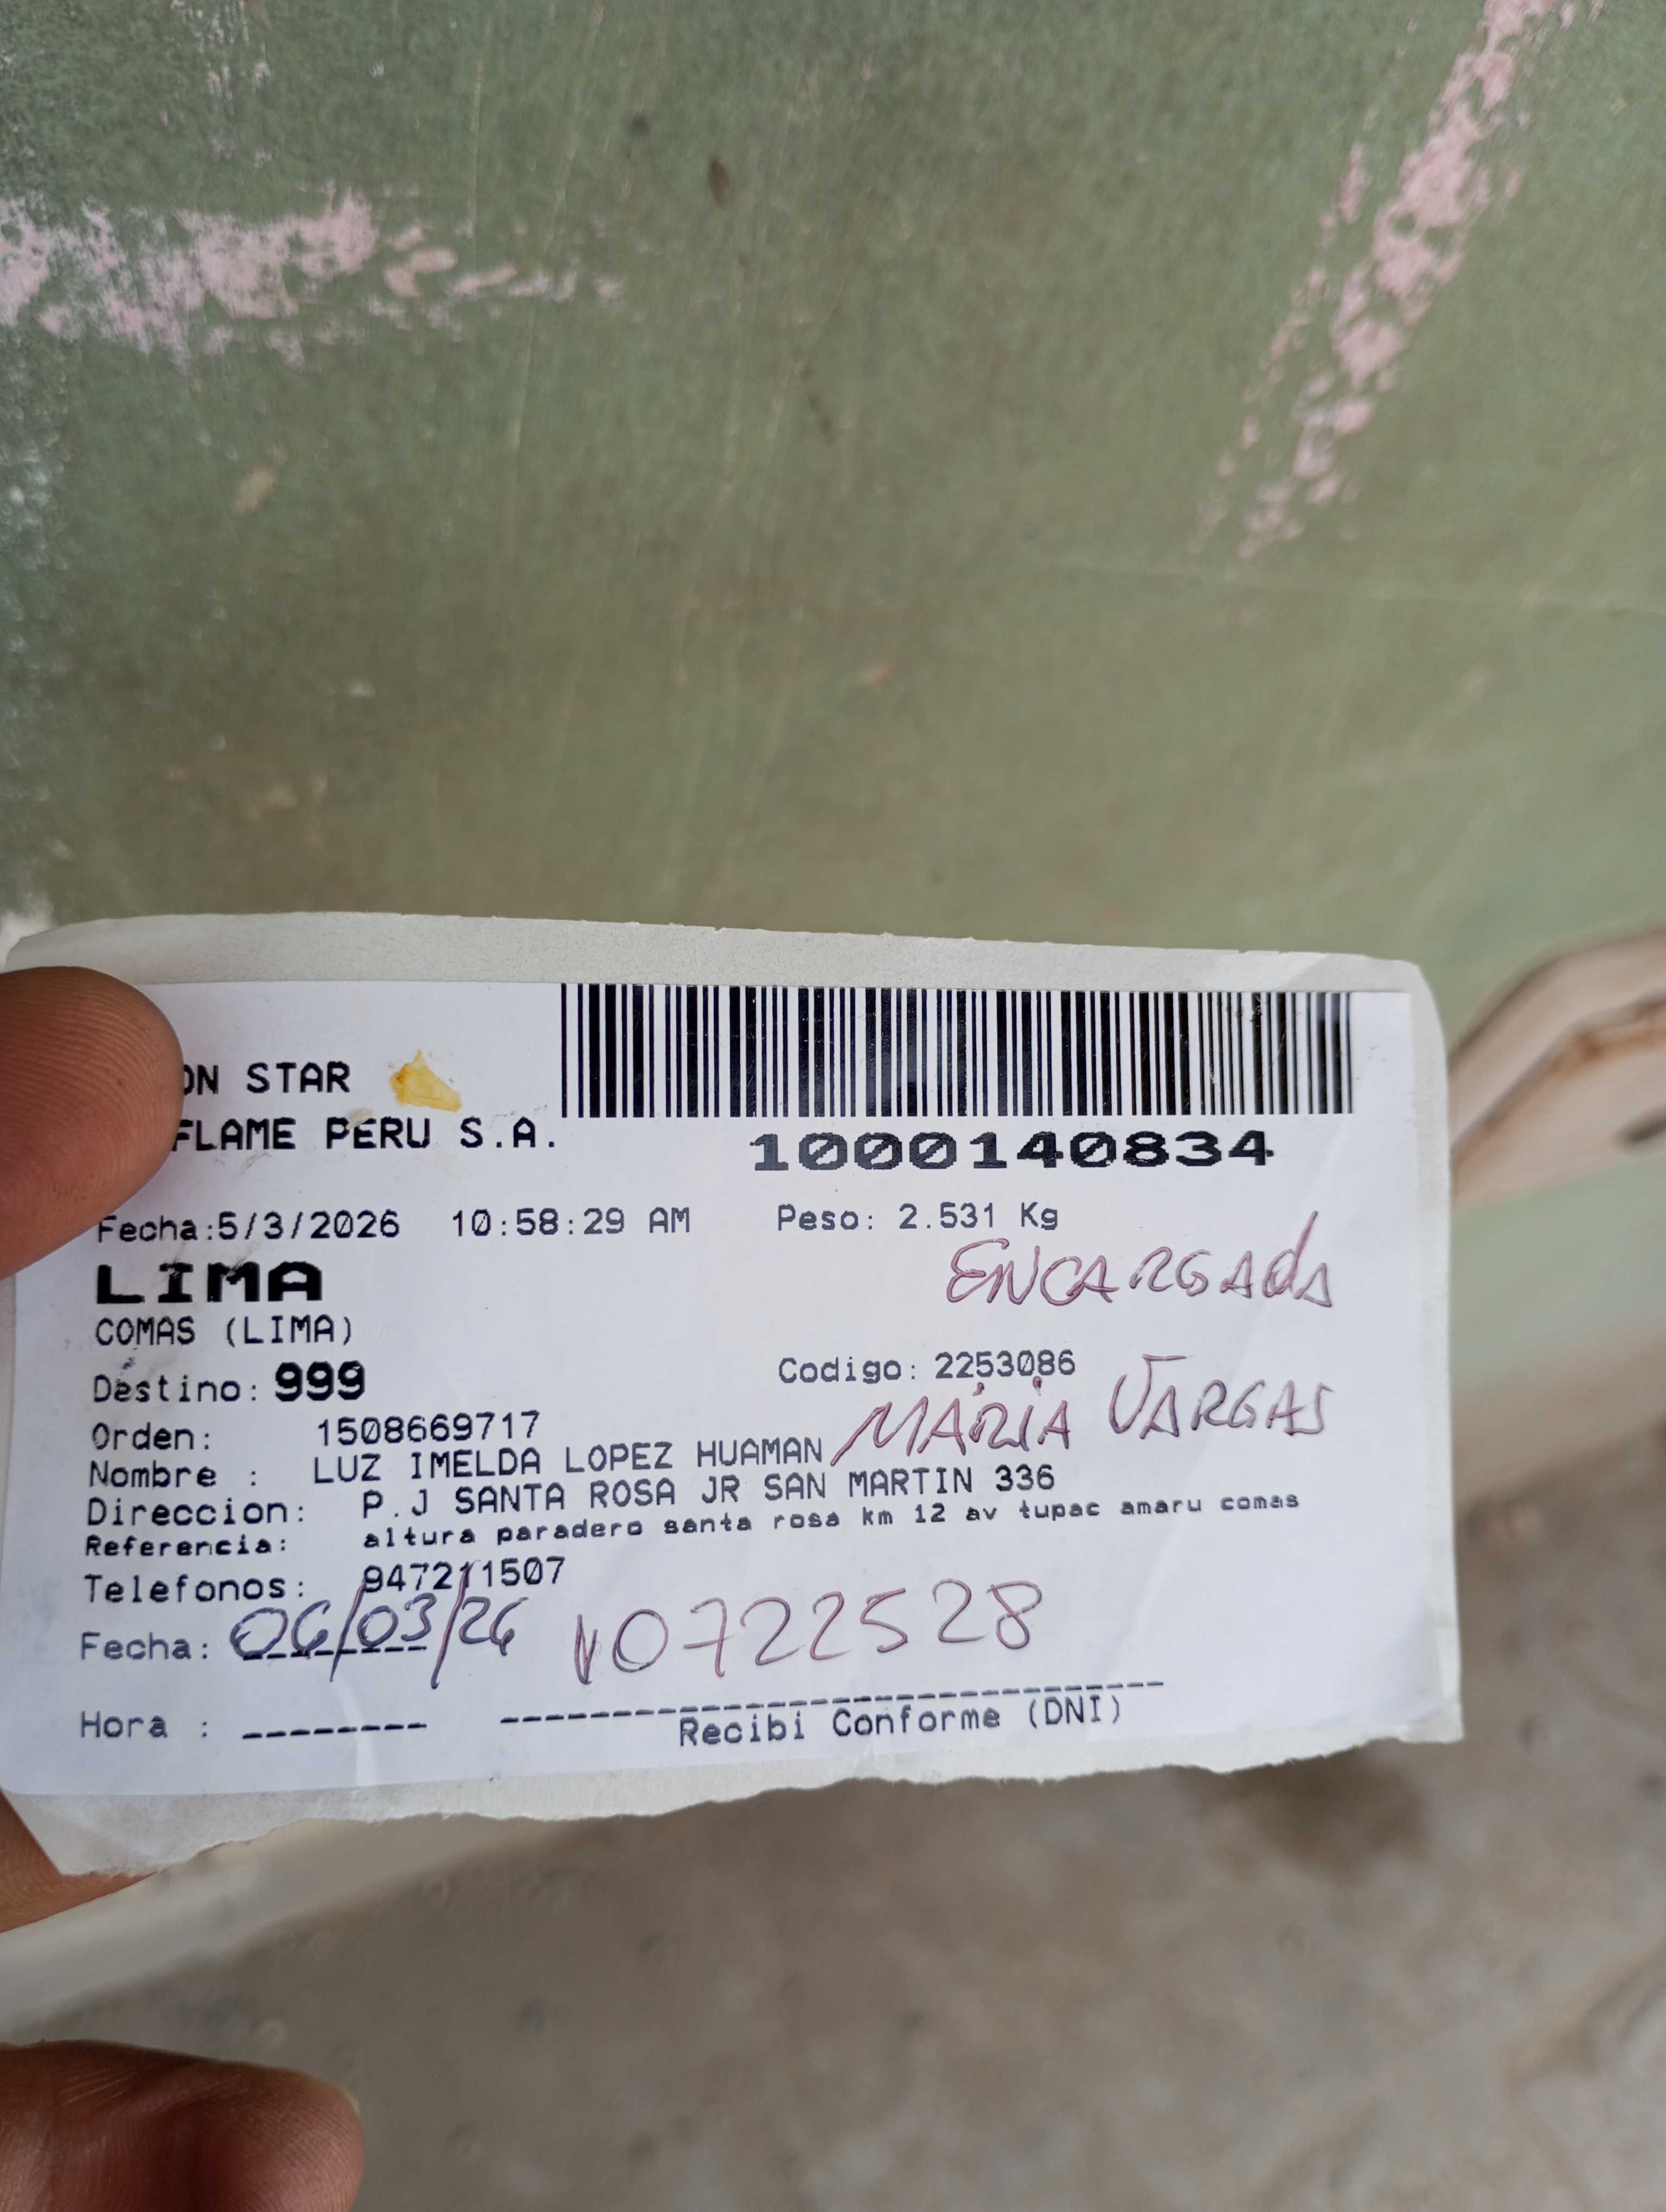 ON STAR
FLAME PERU S.A.
1000140834
Fecha:5/3/2026 10:58:29 AM Peso: 2.531 Kg
ENCARGADA
LIMA
COMAS (LIMA)
Destino: 999 Codigo: 2253086
Orden: 1508669717
MARIA VARGAS
Nombre : LUZ IMELDA LOPEZ HUAMAN
Direccion: P.J SANTA ROSA JR SAN MARTIN 336
Referencia: altura paradero santa rosa km 12 av tupac amaru comas
Telefonos: 947211507
Fecha: 06/03/26 10722528
Hora :
Recibi Conforme (DNI)